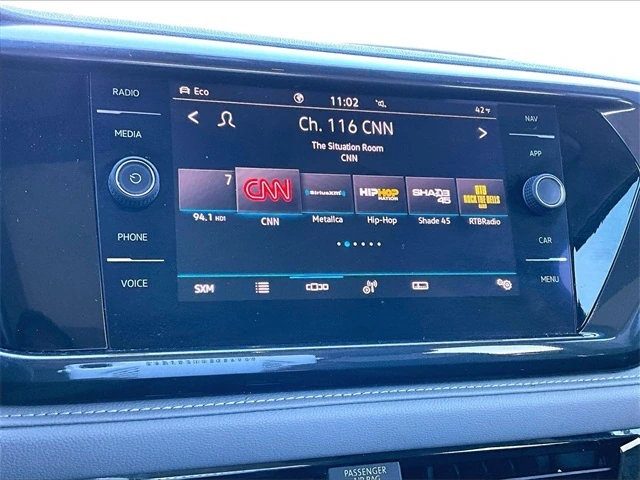 RADIO
MEDIA
PHONE
VOICE
Eco
11:02
42°F
Ch. 116 CNN
The Situation Room
CNN
7
CNN
SiriusXM
HIPHOP
NATION
SHADE
45
RTB
ROCK THE BELLS
RADIO
94.1 HD1
CNN
Metallica
Hip-Hop
Shade 45
RTBRadio
SXM
NAV
APP
CAR
MENU
PASSENGER
AIR BAG